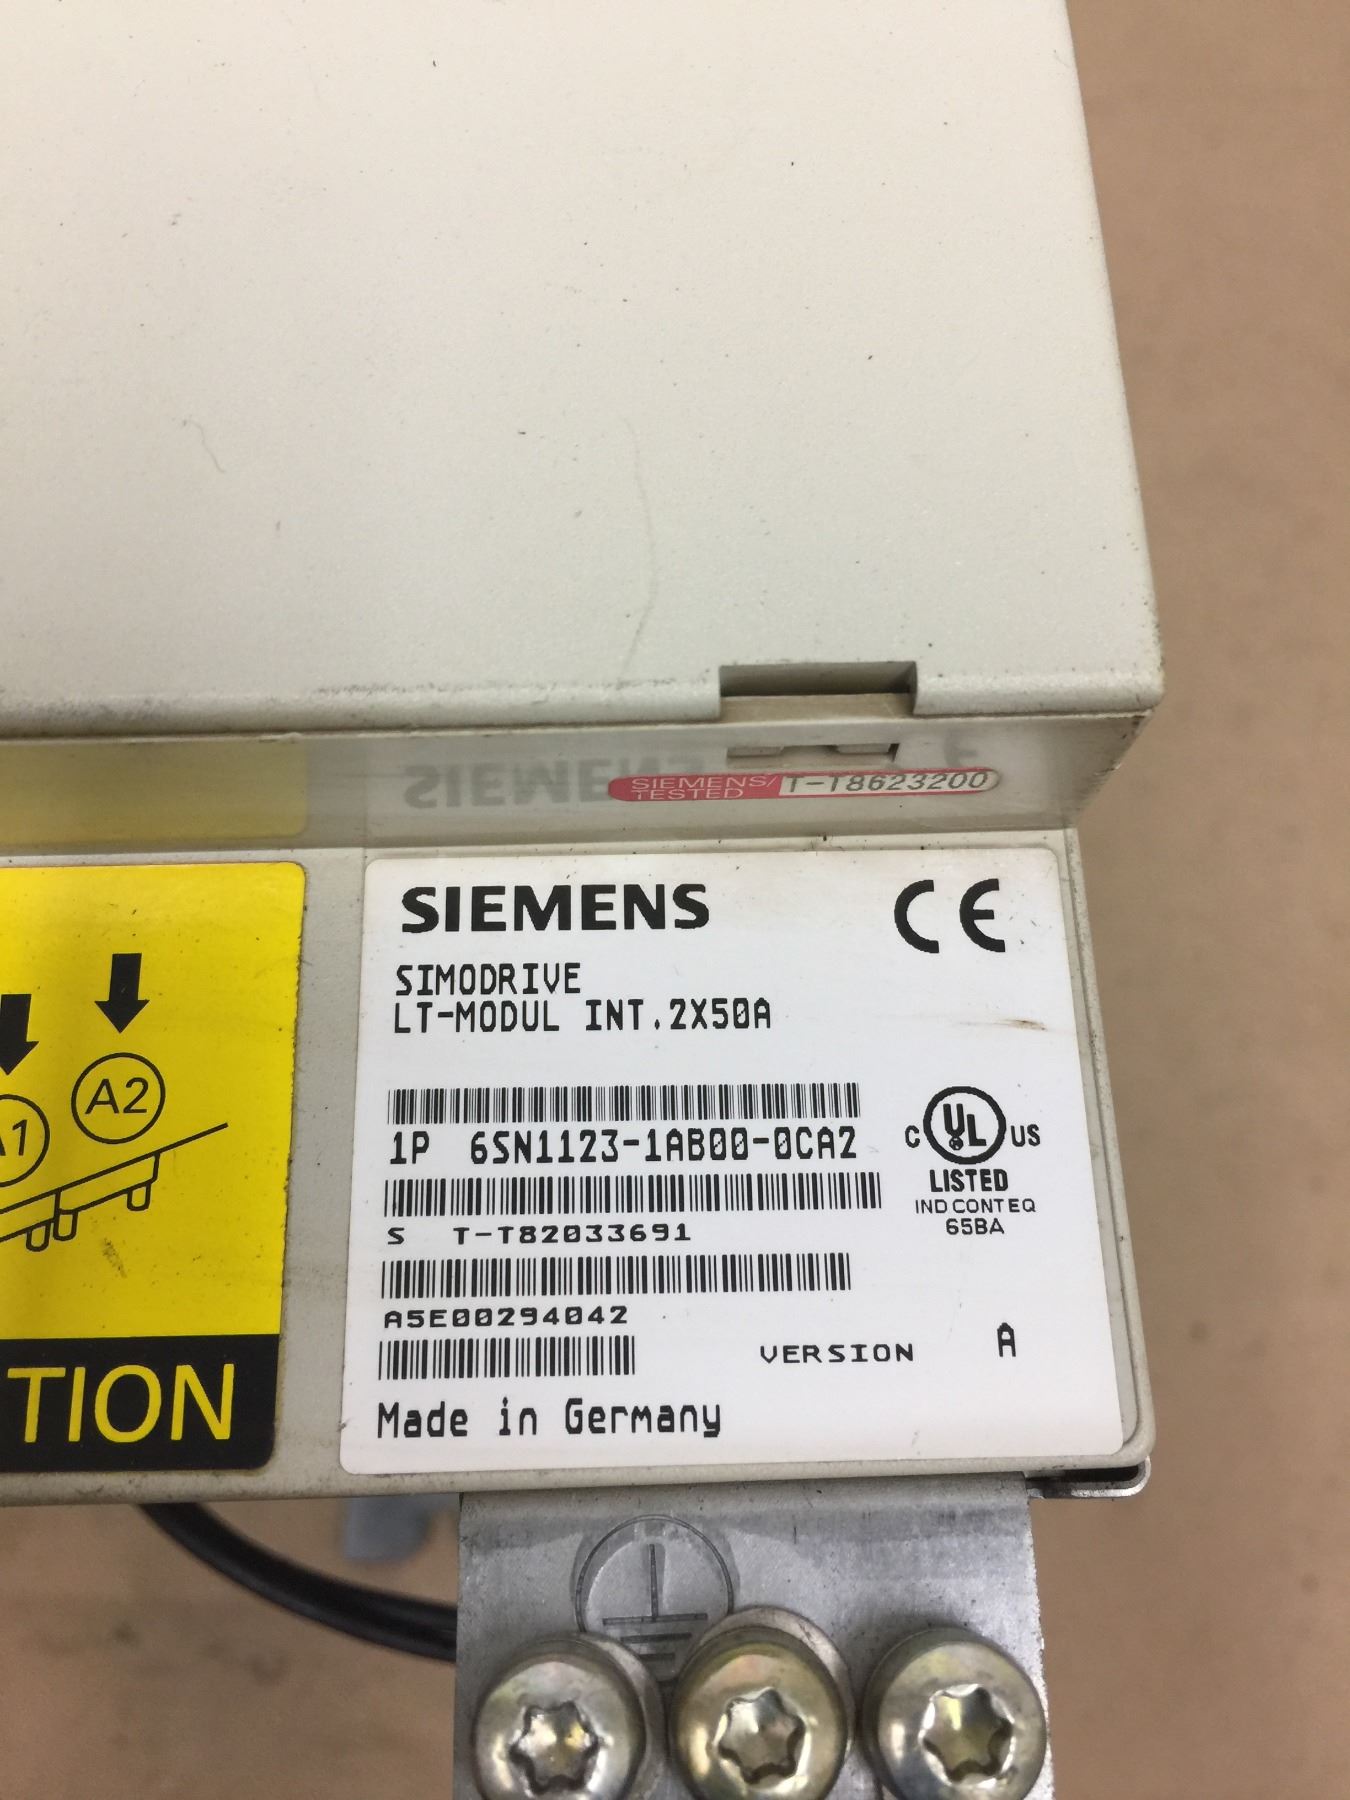 SIEMENS/ T-T8623200
TESTED
SIEMENS
CE
SIMODRIVE
LT-MODUL INT.2X50A
1P 6SN1123-1AB00-0CA2
C UL US
LISTED
IND CONT EQ
65BA
S T-T82033691
A5E00294042
VERSION A
Made in Germany
A2
A1
TION